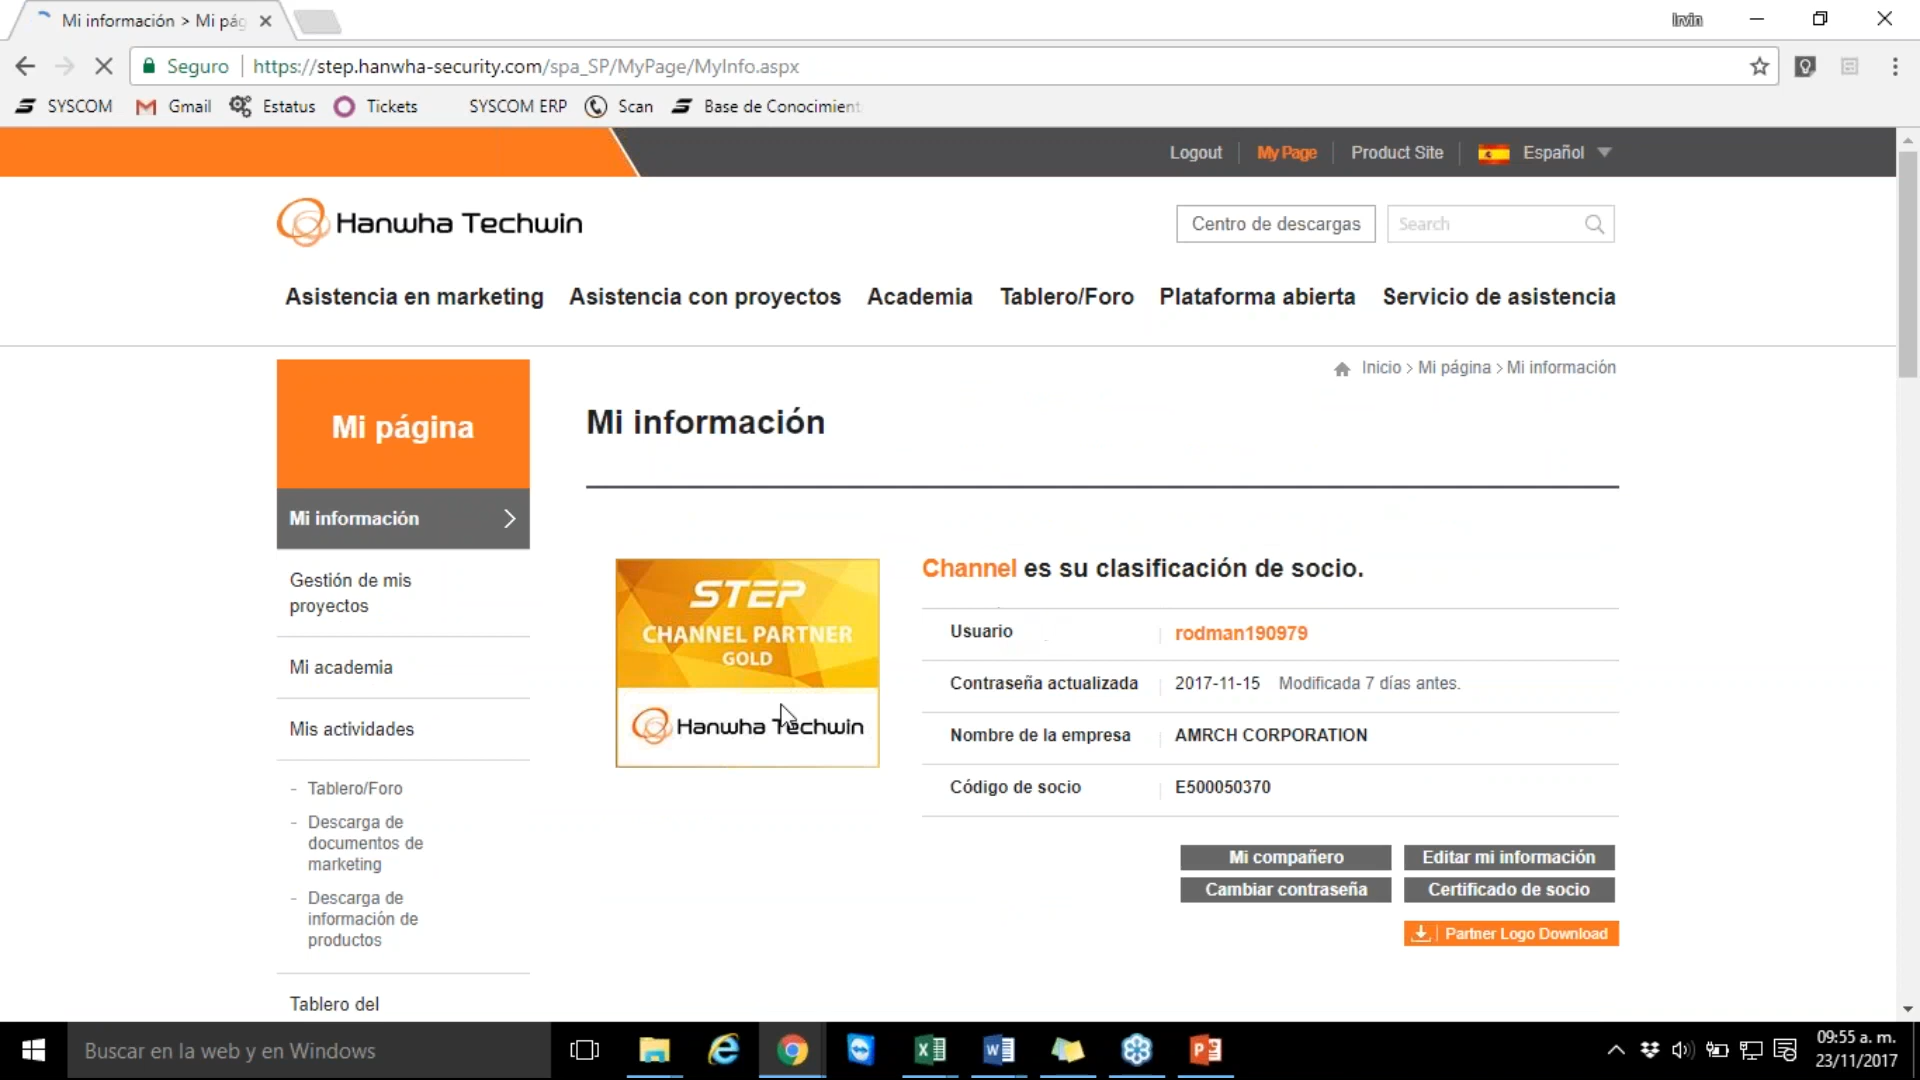 Mi información > Mi pág
Irvin
Seguro
https://step.hanwha-security.com/spa_SP/MyPage/MyInfo.aspx
SYSCOM
Gmail
Estatus
Tickets
SYSCOM ERP
Scan
Base de Conocimient
Logout
My Page
Product Site
Español
Hanwha Techwin
Centro de descargas
Search
Asistencia en marketing
Asistencia con proyectos
Academia
Tablero/Foro
Plataforma abierta
Servicio de asistencia
Inicio > Mi página > Mi información
Mi página
Mi información
Gestión de mis
proyectos
Mi academia
Mis actividades
- Tablero/Foro
- Descarga de
documentos de
marketing
- Descarga de
información de
productos
Tablero del
Mi información
STEP
CHANNEL PARTNER
GOLD
Hanwha Techwin
Channel es su clasificación de socio.
Usuario
rodman190979
Contraseña actualizada
2017-11-15 Modificada 7 días antes.
Nombre de la empresa
AMRCH CORPORATION
Código de socio
E500050370
Mi compañero
Editar mi información
Cambiar contraseña
Certificado de socio
Partner Logo Download
Buscar en la web y en Windows
09:55 a. m.
23/11/2017